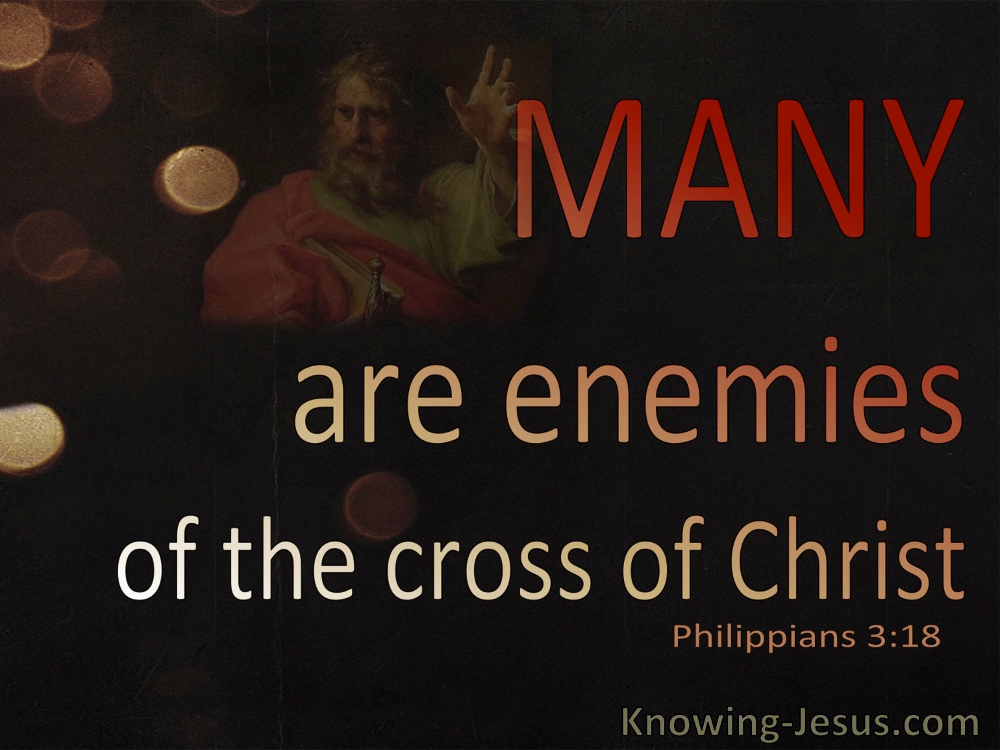 MANY
are enemies
of the cross of Christ
Philippians 3:18
Knowing-Jesus.com